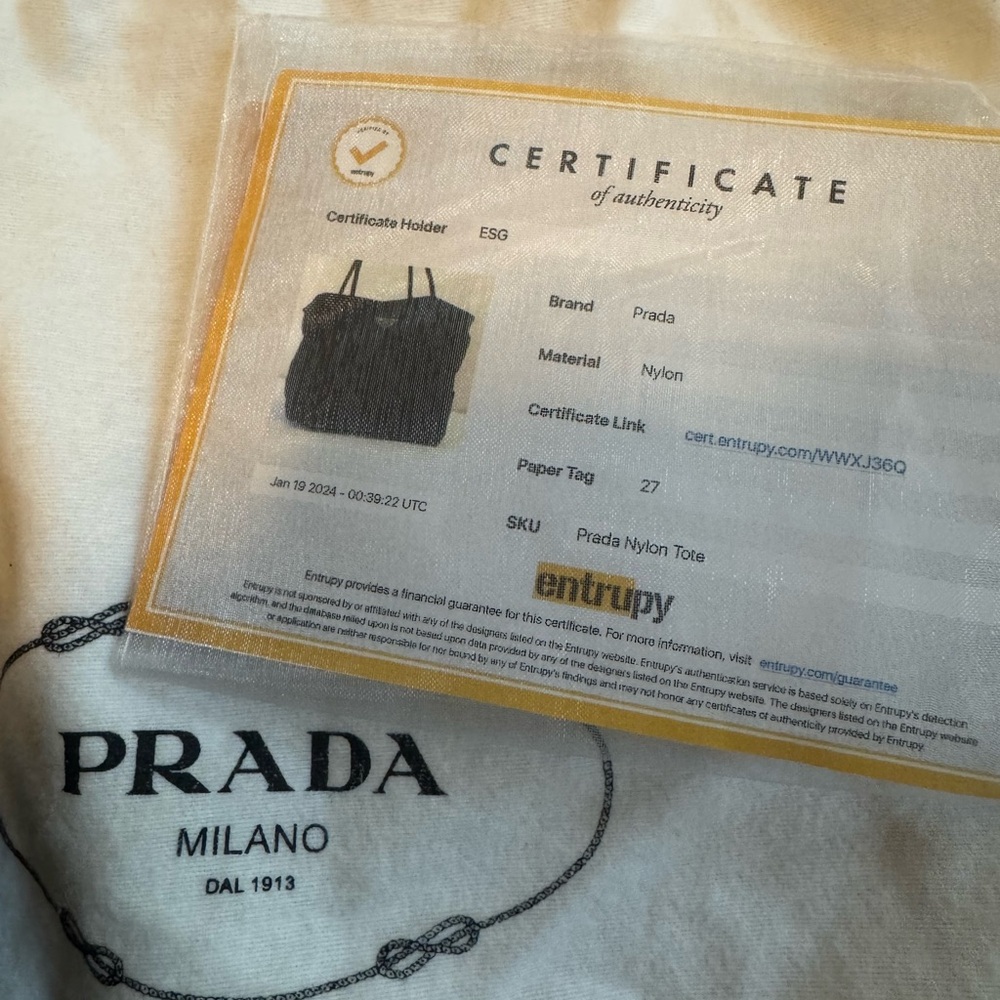 VERIFIED BY
entrupy
CERTIFICATE
of authenticity
Certificate Holder ESG
Brand Prada
Material Nylon
Certificate Link cert.entrupy.com/WWXJ36Q
Paper Tag 27
SKU Prada Nylon Tote
Jan 19 2024 - 00:39:22 UTC
entrupy
Entrupy provides a financial guarantee for this certificate. For more information, visit entrupy.com/guarantee
Entrupy is not sponsored by or affiliated with any of the designers listed on the Entrupy website. Entrupy's authentication service is based solely on Entrupy's detection
algorithm, and the database relied upon is not based upon data provided by any of the designers listed on the Entrupy website. The designers listed on the Entrupy website
or application are neither responsible for nor bound by any of Entrupy's findings and may not honor any certificates of authenticity provided by Entrupy.
PRADA
MILANO
DAL 1913